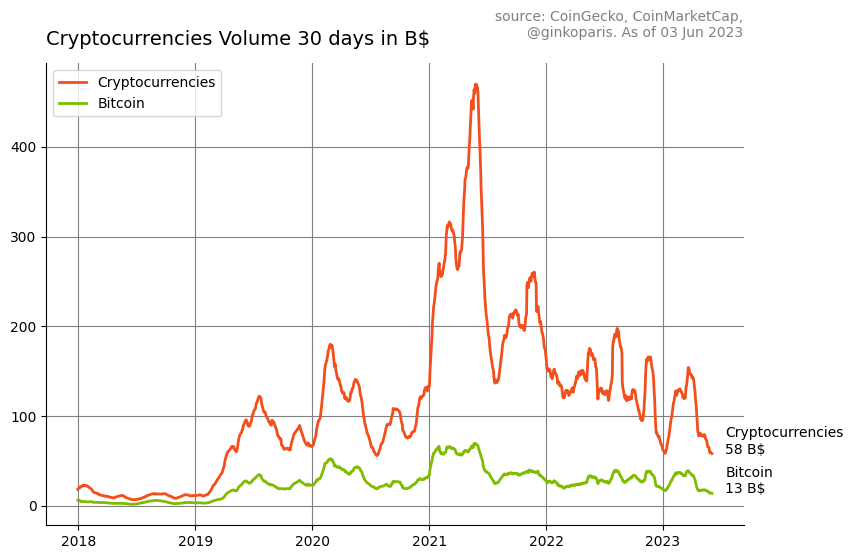 source: CoinGecko, CoinMarketCap,
@ginkoparis. As of 03 Jun 2023
Cryptocurrencies Volume 30 days in B$
Cryptocurrencies
Bitcoin
400
300
200
100
0
Cryptocurrencies
58 B$
Bitcoin
13 B$
2018
2019
2020
2021
2022
2023